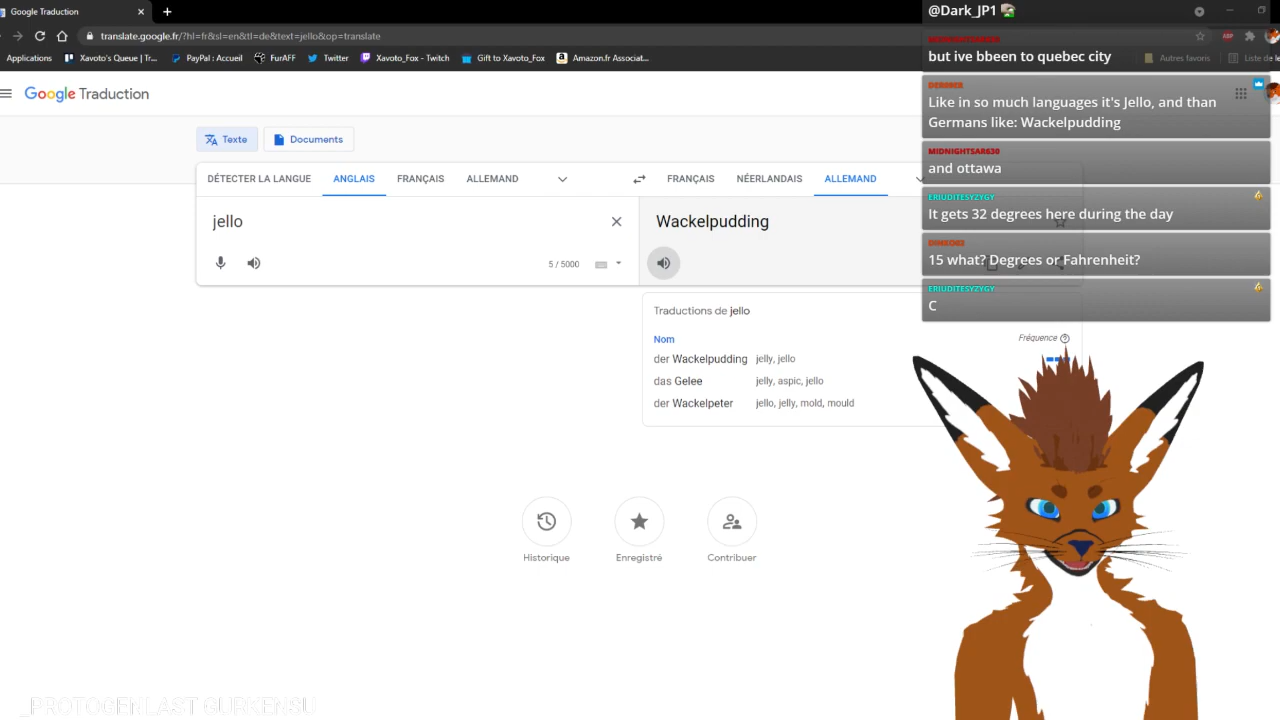 Google Traduction
@Dark_JP1
translate.google.fr/?hl=fr&sl=en&tl=de&text=jello&op=translate
Applications
Xavoto's Queue | Tr...
PayPal : Accueil
FurAFF
Twitter
Xavoto_Fox - Twitch
Gift to Xavoto_Fox
Amazon.fr Associat...
Autres favoris
Liste de le
but ive bbeen to quebec city
Google Traduction
Like in so much languages it's Jello, and than
Germans like: Wackelpudding
Texte
Documents
MIDNIGHTSAR630
and ottawa
DÉTECTER LA LANGUE
ANGLAIS
FRANÇAIS
ALLEMAND
FRANÇAIS
NÉERLANDAIS
ALLEMAND
ERIUDITESYZYGY
It gets 32 degrees here during the day
jello
Wackelpudding
15 what? Degrees or Fahrenheit?
5 / 5000
ERIUDITESYZYGY
C
Traductions de jello
Nom
Fréquence
der Wackelpudding jelly, jello
das Gelee jelly, aspic, jello
der Wackelpeter jello, jelly, mold, mould
Historique
Enregistré
Contribuer
_PROTOGENLAST GURKENSU